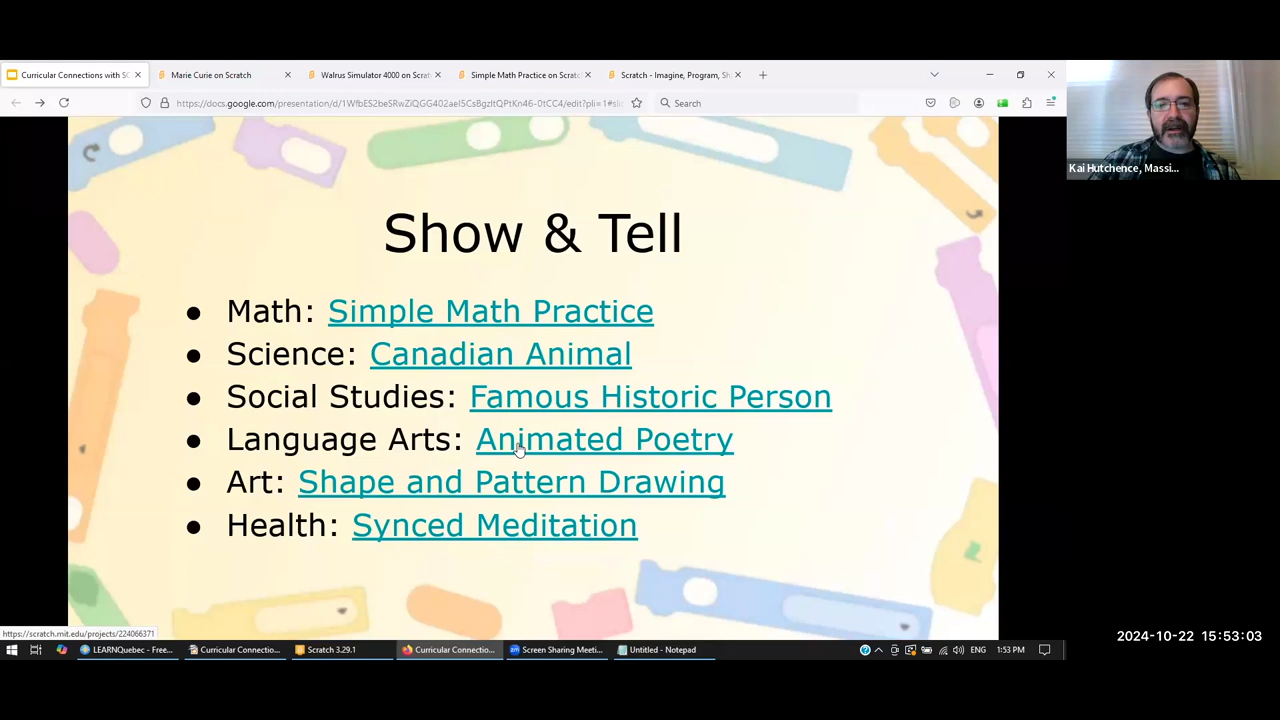 Curricular Connections with SC
Marie Curie on Scratch
Walrus Simulator 4000 on Scratc
Simple Math Practice on Scratc
Scratch - Imagine, Program, Sh
Search
Kai Hutchence, Massi...
Show & Tell
● Math: Simple Math Practice
● Science: Canadian Animal
● Social Studies: Famous Historic Person
● Language Arts: Animated Poetry
● Art: Shape and Pattern Drawing
● Health: Synced Meditation
https://scratch.mit.edu/projects/224066371
2024-10-22 15:53:03
LEARNQuebec - Free...
Curricular Connectio...
Scratch 3.29.1
Curricular Connectio...
Screen Sharing Meeti...
Untitled - Notepad
ENG
1:53 PM